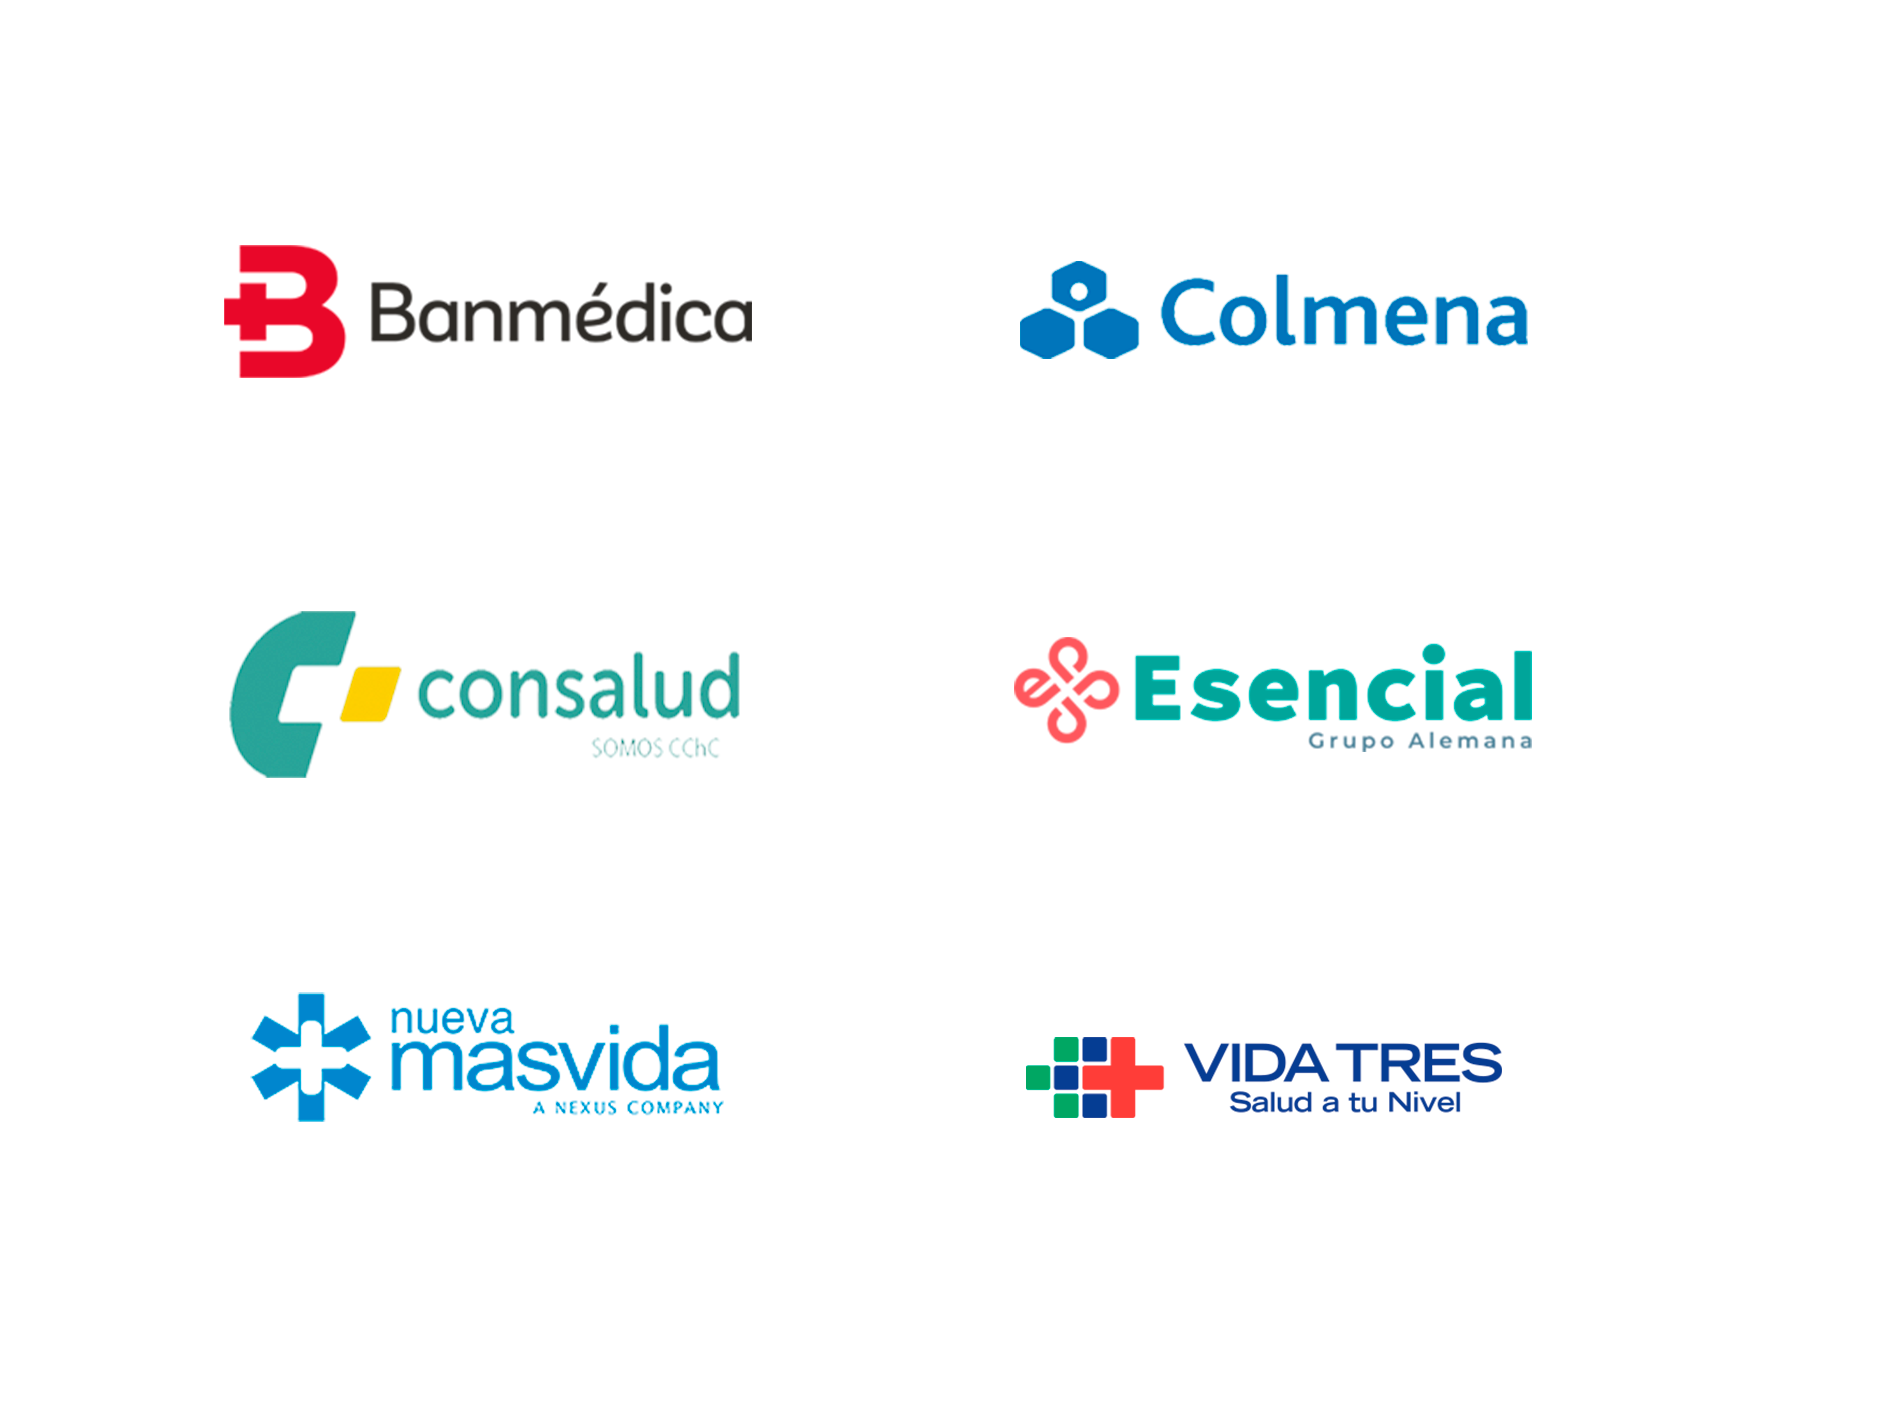 Banmédica
Colmena
consalud
SOMOS CChC
Esencial
Grupo Alemana
nueva
masvida
A NEXUS COMPANY
VIDA TRES
Salud a tu Nivel